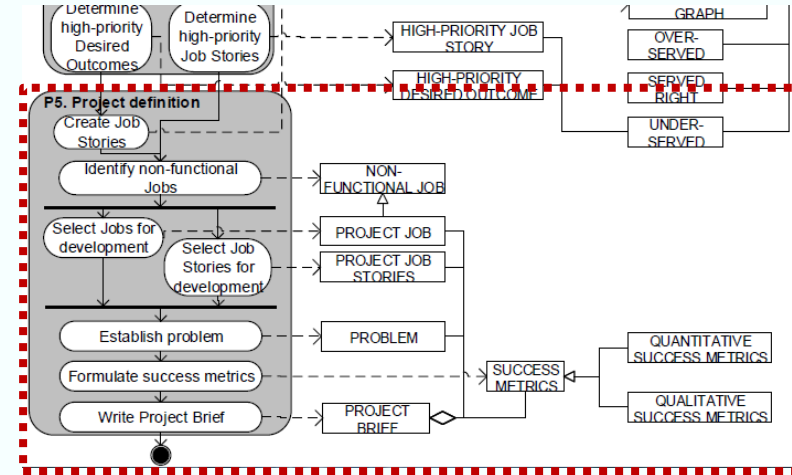 Determine
high-priority
Desired
Outcomes
Determine
high-priority
Job Stories
HIGH-PRIORITY JOB
STORY
HIGH-PRIORITY
DESIRED OUTCOME
GRAPH
OVER-
SERVED
SERVED
RIGHT
UNDER-
SERVED
P5. Project definition
Create Job
Stories
Identify non-functional
Jobs
NON-
FUNCTIONAL JOB
Select Jobs for
development
PROJECT JOB
Select Job
Stories for
development
PROJECT JOB
STORIES
Establish problem
PROBLEM
Formulate success metrics
SUCCESS
METRICS
QUANTITATIVE
SUCCESS METRICS
QUALITATIVE
SUCCESS METRICS
Write Project Brief
PROJECT
BRIEF